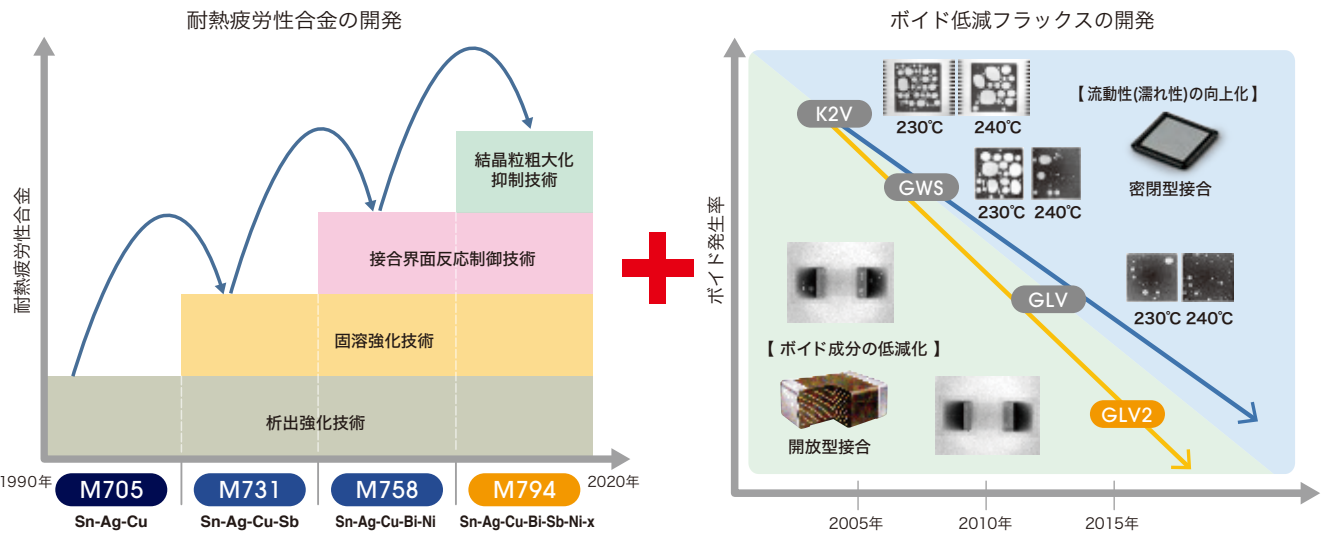 耐熱疲労性合金の開発
耐熱疲労性合金
結晶粒粗大化
抑制技術
接合界面反応制御技術
固溶強化技術
析出強化技術
1990年
M705
M731
M758
M794
2020年
Sn-Ag-Cu
Sn-Ag-Cu-Sb
Sn-Ag-Cu-Bi-Ni
Sn-Ag-Cu-Bi-Sb-Ni-x
ボイド低減フラックスの開発
ボイド発生率
K2V
230℃
240℃
【 流動性(濡れ性)の向上化 】
密閉型接合
GWS
230℃
240℃
GLV
230℃
240℃
【 ボイド成分の低減化 】
開放型接合
GLV2
2005年
2010年
2015年